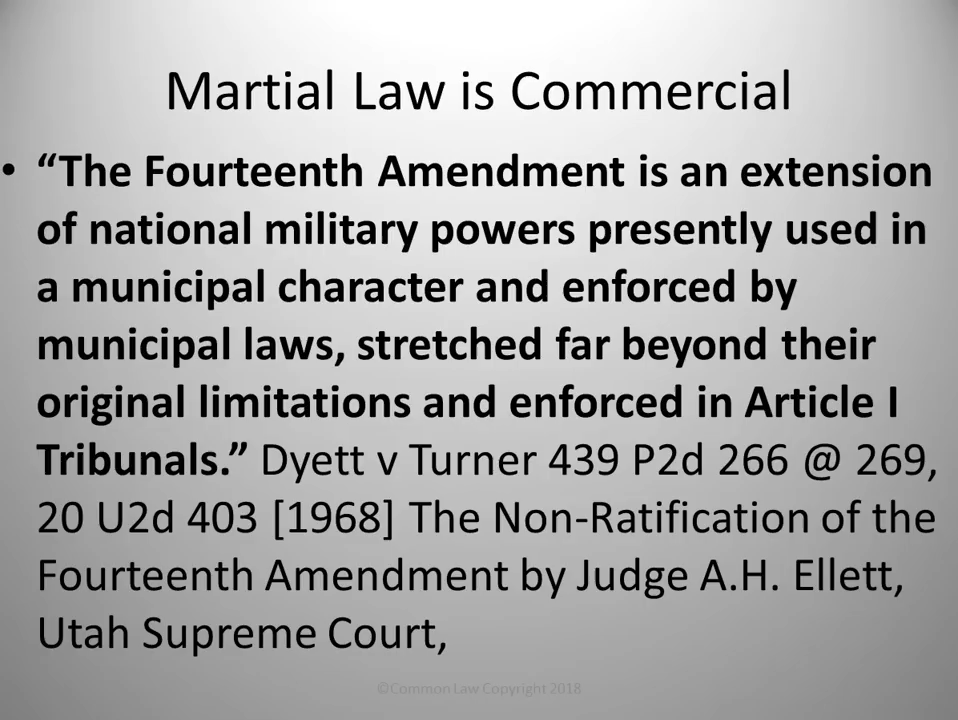 Martial Law is Commercial
• “The Fourteenth Amendment is an extension
of national military powers presently used in
a municipal character and enforced by
municipal laws, stretched far beyond their
original limitations and enforced in Article I
Tribunals.” Dyett v Turner 439 P2d 266 @ 269,
20 U2d 403 [1968] The Non-Ratification of the
Fourteenth Amendment by Judge A.H. Ellett,
Utah Supreme Court,
©Common Law Copyright 2018